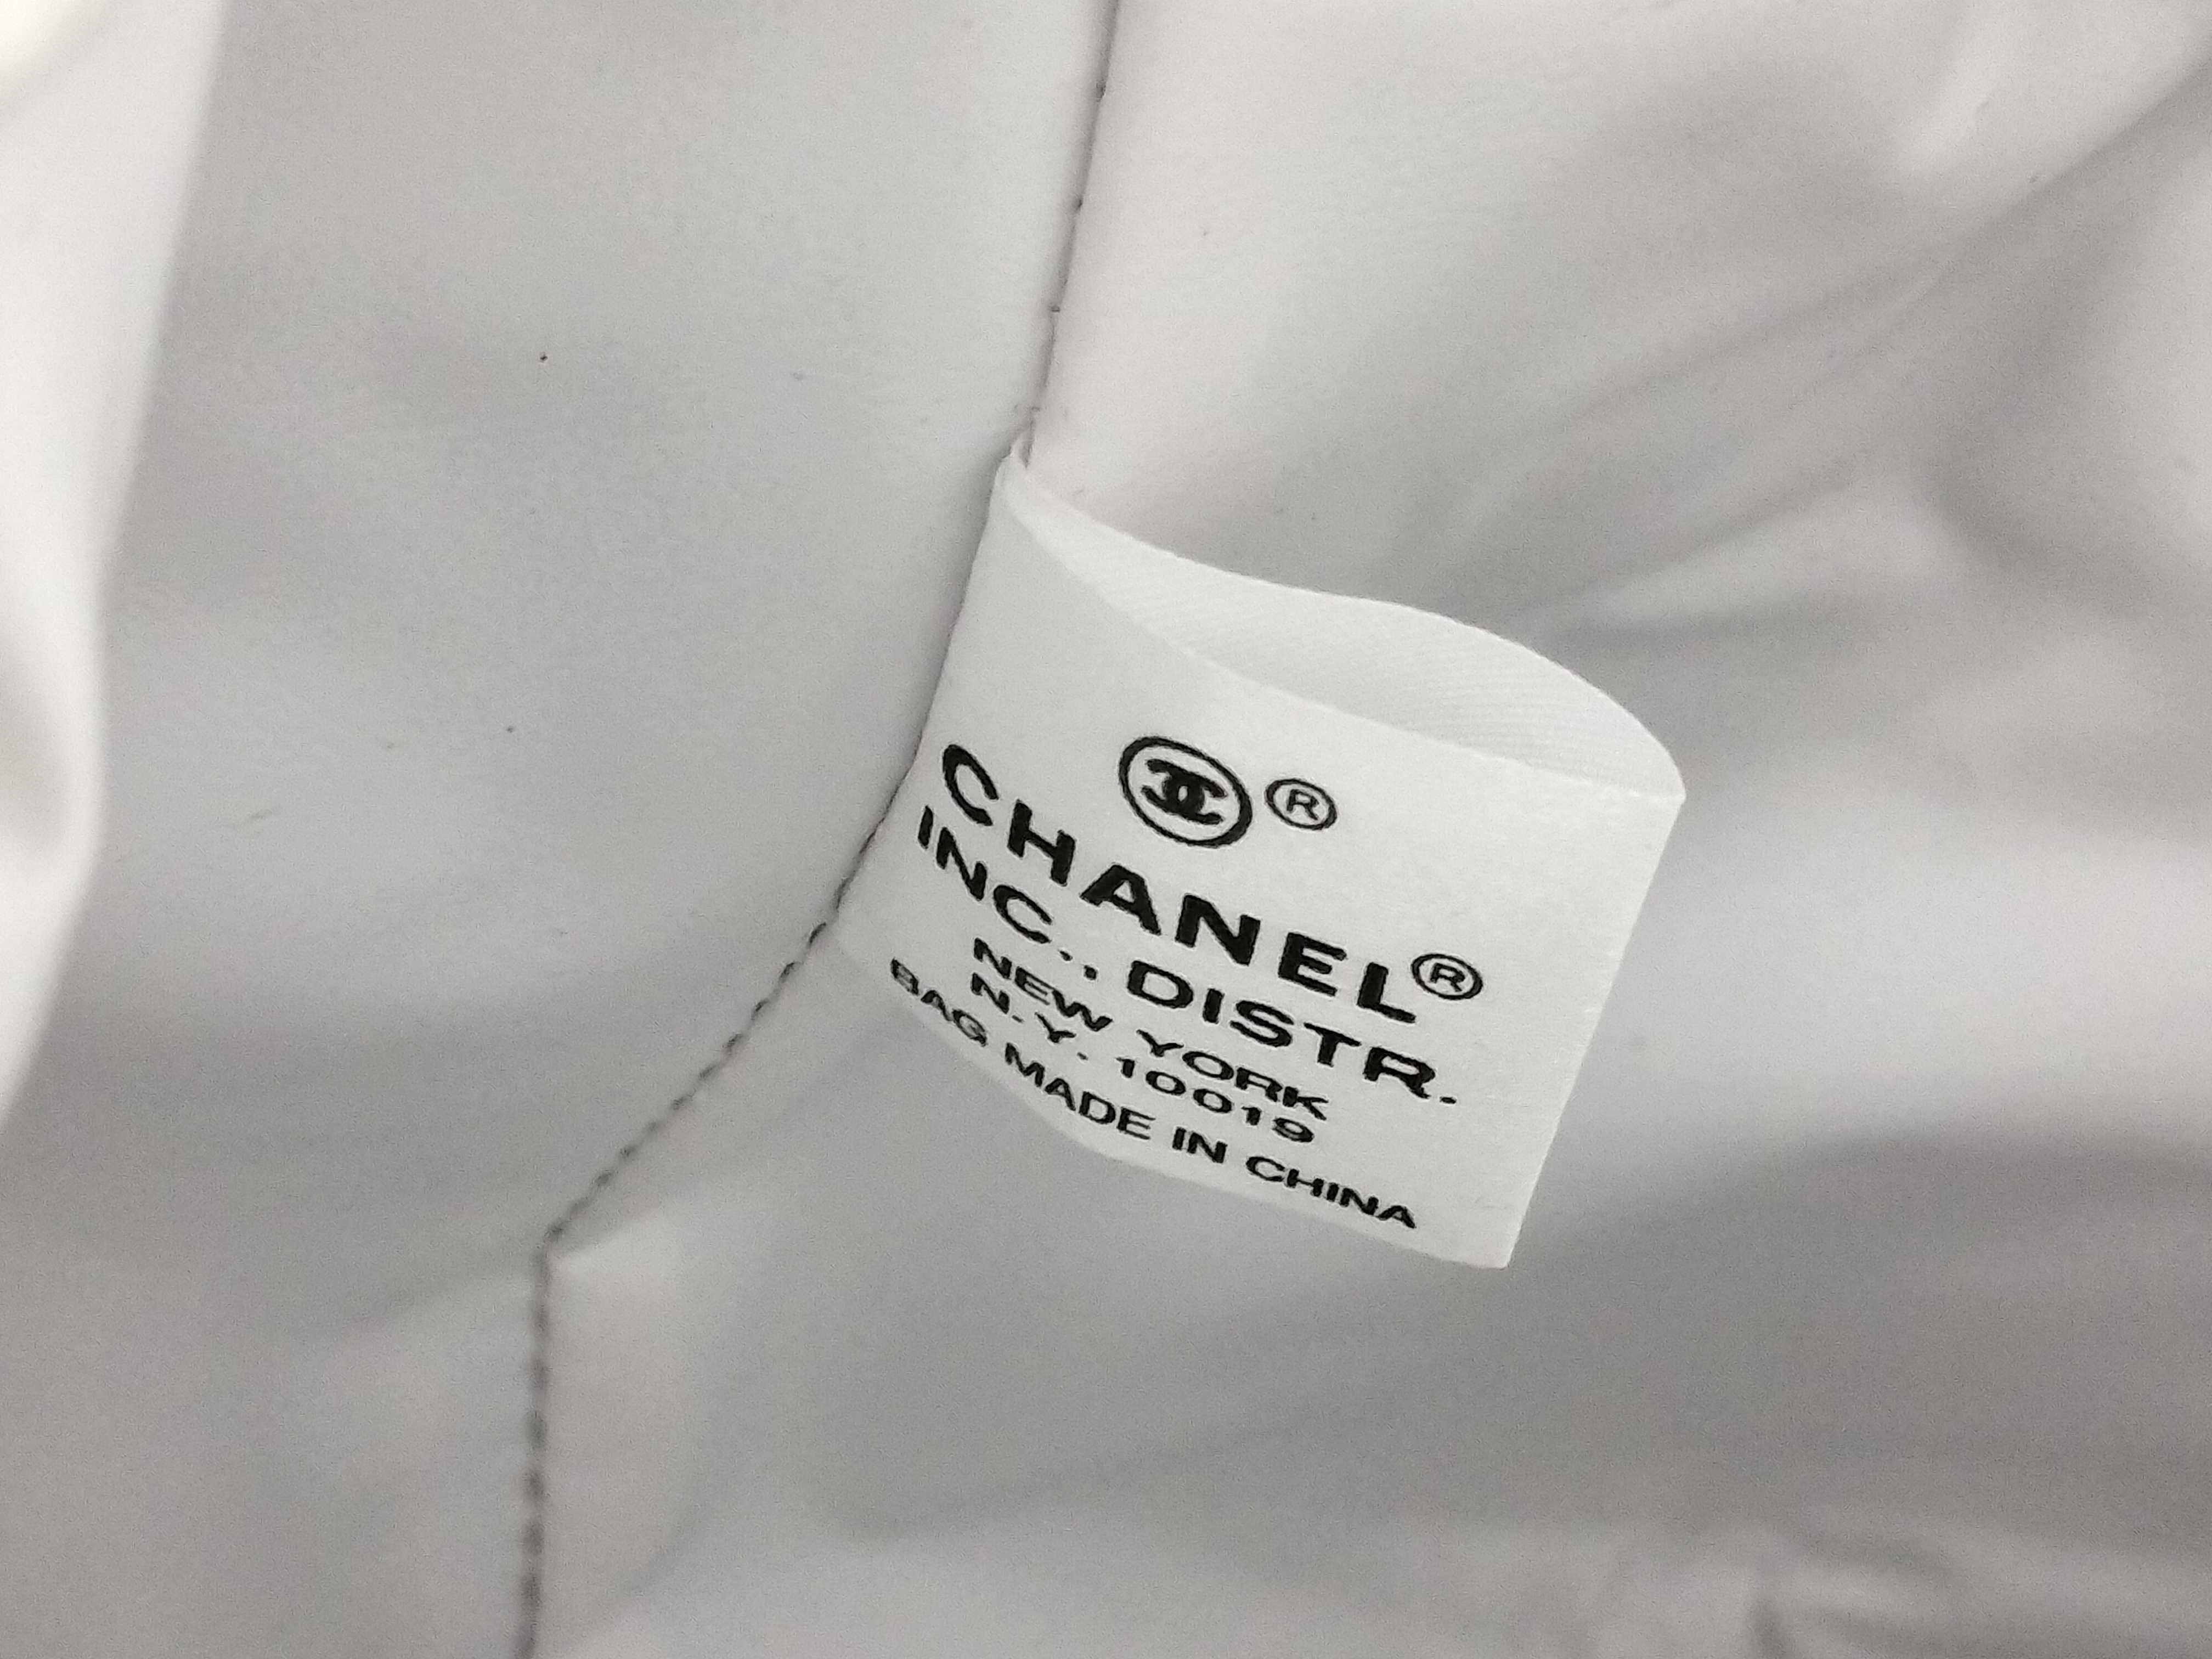 ®
CHANEL®
INC., DISTR.
NEW YORK
N.Y. 10019
BAG MADE IN CHINA